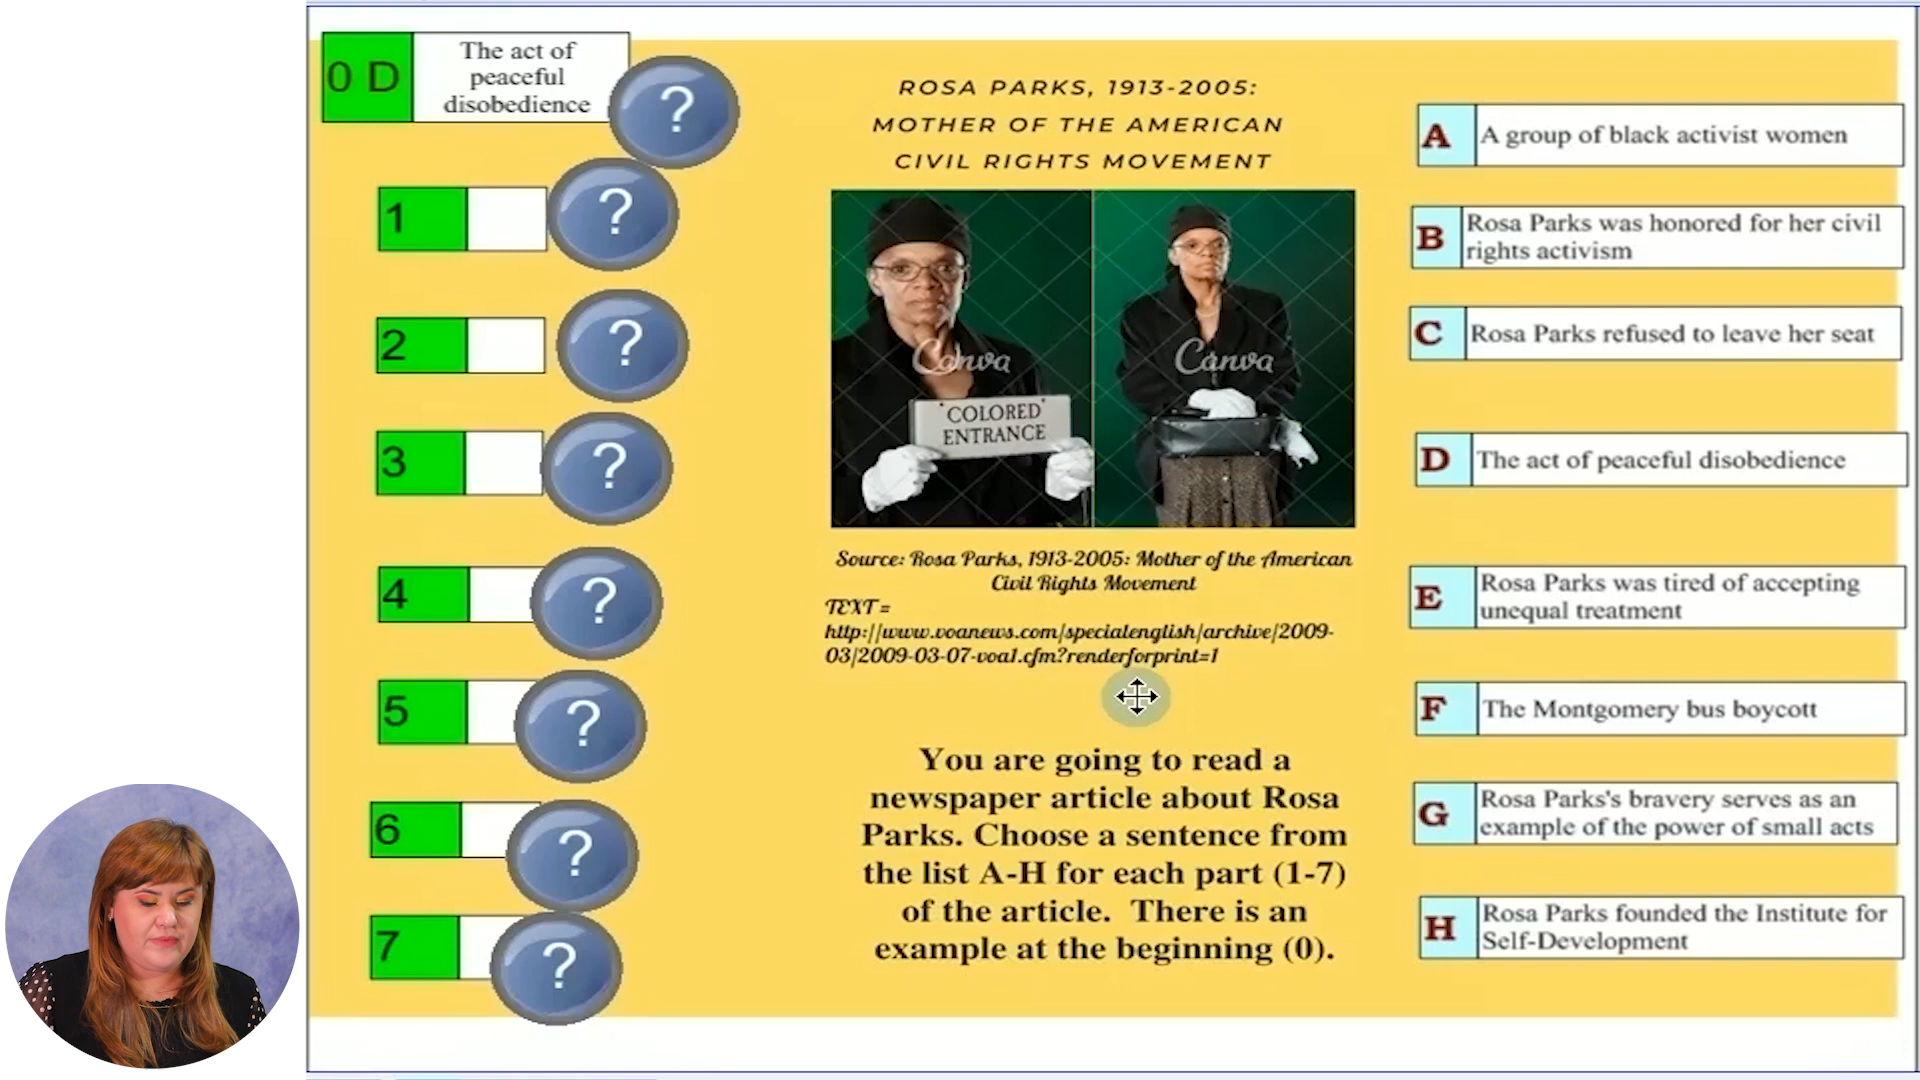 0 D
The act of
peaceful
disobedience
?
1
?
2
?
3
?
4
?
5
?
6
?
7
?
ROSA PARKS, 1913-2005:
MOTHER OF THE AMERICAN
CIVIL RIGHTS MOVEMENT
Canva
Canva
COLORED
ENTRANCE
Source: Rosa Parks, 1913-2005: Mother of the American
Civil Rights Movement
TEXT =
http://www.voanews.com/specialenglish/archive/2009-
03/2009-03-07-voa1.cfm?renderforprint=1
You are going to read a
newspaper article about Rosa
Parks. Choose a sentence from
the list A-H for each part (1-7)
of the article. There is an
example at the beginning (0).
A
A group of black activist women
B
Rosa Parks was honored for her civil
rights activism
C
Rosa Parks refused to leave her seat
D
The act of peaceful disobedience
E
Rosa Parks was tired of accepting
unequal treatment
F
The Montgomery bus boycott
G
Rosa Parks's bravery serves as an
example of the power of small acts
H
Rosa Parks founded the Institute for
Self-Development